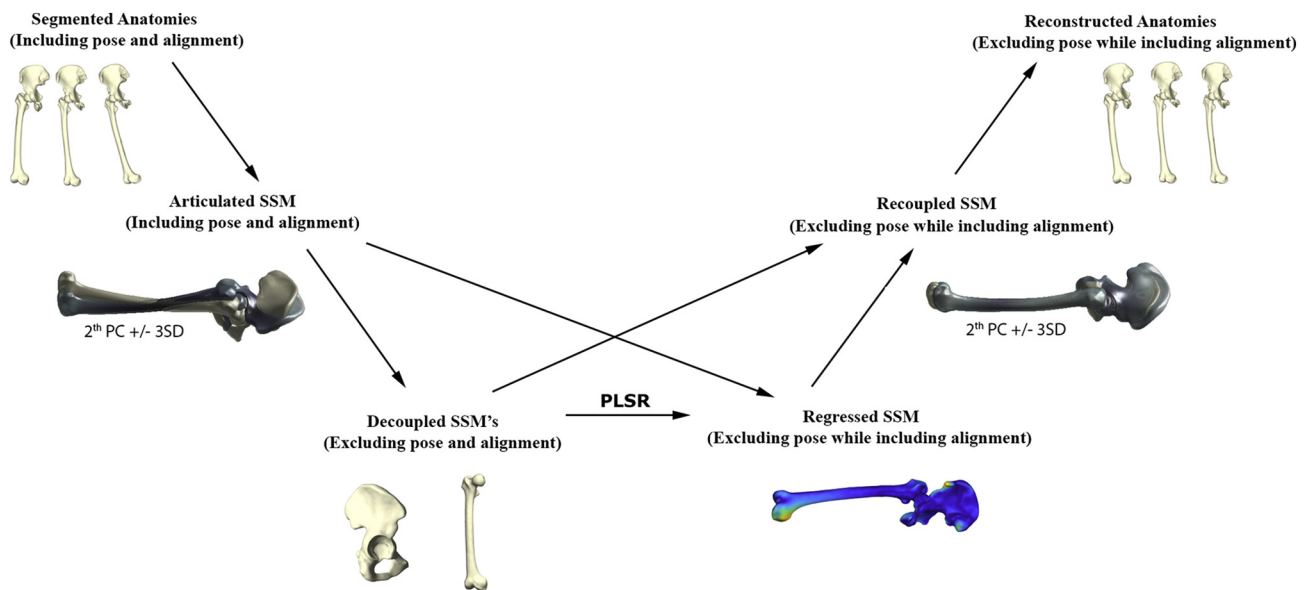 Segmented Anatomies
(Including pose and alignment)
Reconstructed Anatomies
(Excluding pose while including alignment)
Articulated SSM
(Including pose and alignment)
Recoupled SSM
(Excluding pose while including alignment)
2th PC +/- 3SD
2th PC +/- 3SD
PLSR
Decoupled SSM's
(Excluding pose and alignment)
Regressed SSM
(Excluding pose while including alignment)